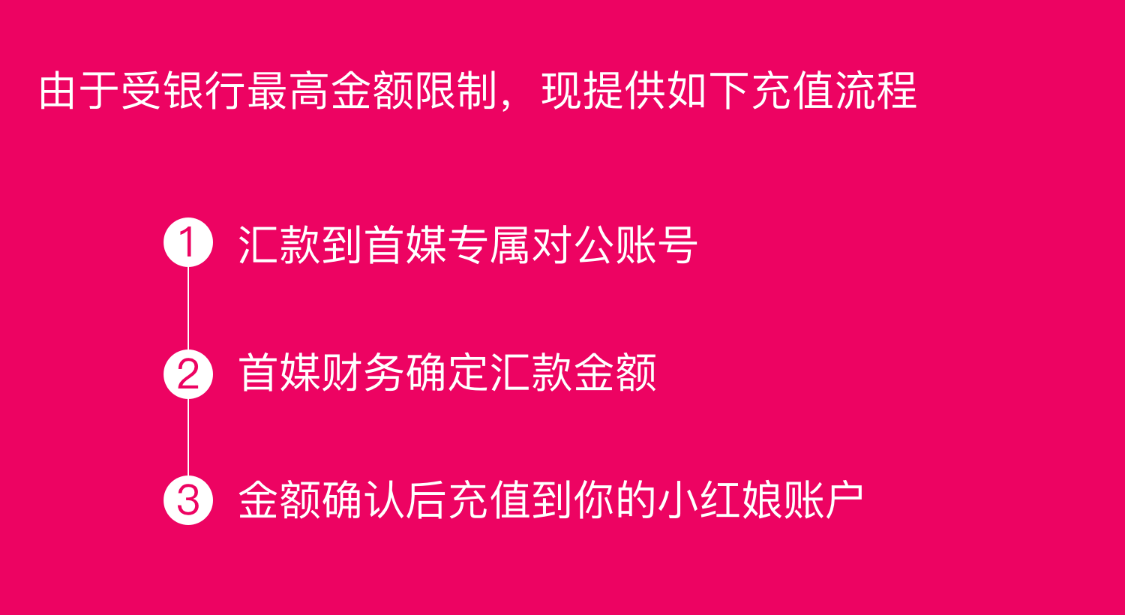 由于受银行最高金额限制，现提供如下充值流程
1 汇款到首媒专属对公账号
2 首媒财务确定汇款金额
3 金额确认后充值到你的小红娘账户